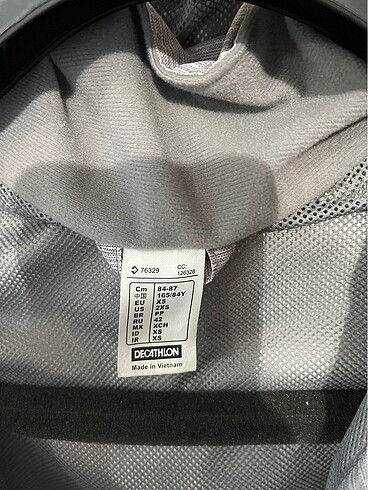 76329 CC: 126328
Cm 84-87
中国 165/84Y
EU XS
US 2XS
BR PP
RU 42
MX XCH
ID XS
IR XS
DECATHLON
Made in Vietnam